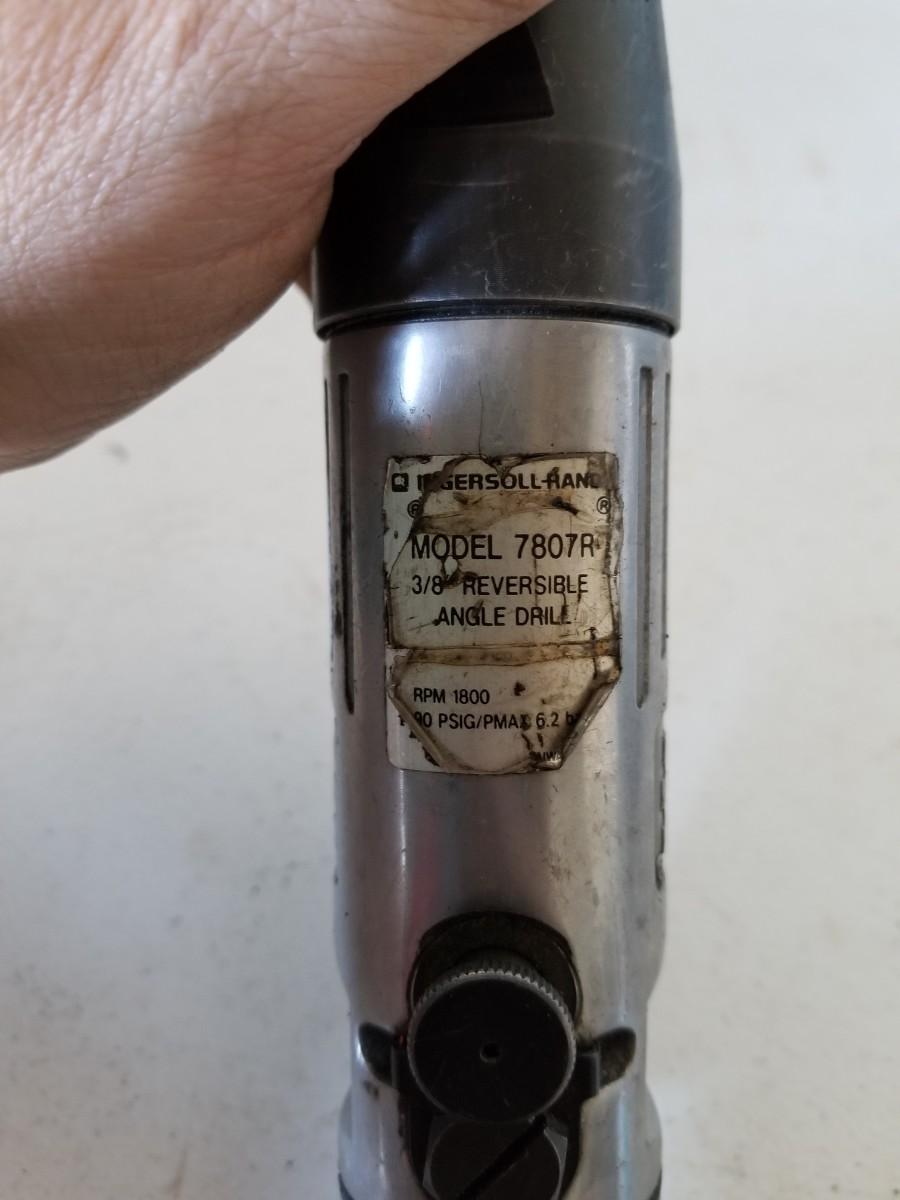 INGERSOLL-RAND
® ®
MODEL 7807R
3/8" REVERSIBLE
ANGLE DRILL
RPM 1800
90 PSIG/PMAX 6.2